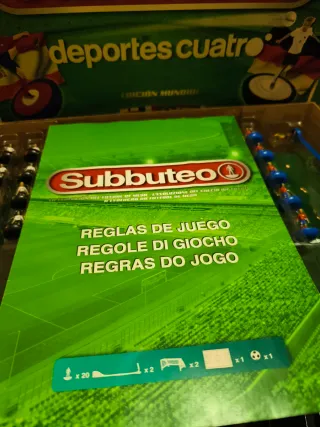 deportes cuatro
EDICIÓN MUNDIAL
Subbuteo
REGLAS DE JUEGO
REGOLE DI GIOCHO
REGRAS DO JOGO
x 20
x 2
x 2
x 1
x 1